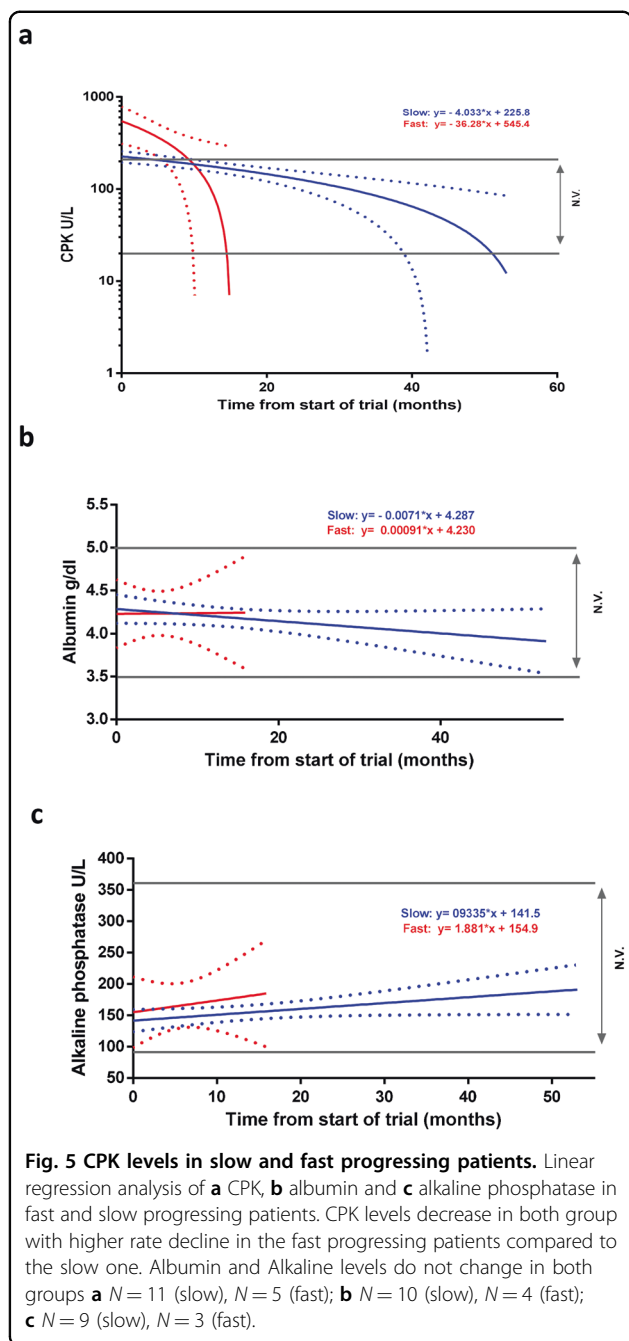 a
Slow: y= - 4.033*x + 225.8
Fast: y= - 36.28*x + 545.4
1000
100
10
1
CPK U/L
N.V.
0
20
40
60
Time from start of trial (months)
b
Slow: y= - 0.0071*x + 4.287
Fast: y= 0.00091*x + 4.230
5.5
5.0
4.5
4.0
3.5
3.0
Albumin g/dl
N.V.
0
20
40
Time from start of trial (months)
c
400
350
300
250
200
150
100
50
Alkaline phosphatase U/L
Slow: y= 09335*x + 141.5
Fast: y= 1.881*x + 154.9
N.V.
0
10
20
30
40
50
Time from start of trial (months)
Fig. 5 CPK levels in slow and fast progressing patients. Linear
regression analysis of a CPK, b albumin and c alkaline phosphatase in
fast and slow progressing patients. CPK levels decrease in both group
with higher rate decline in the fast progressing patients compared to
the slow one. Albumin and Alkaline levels do not change in both
groups a N = 11 (slow), N = 5 (fast); b N = 10 (slow), N = 4 (fast);
c N = 9 (slow), N = 3 (fast).